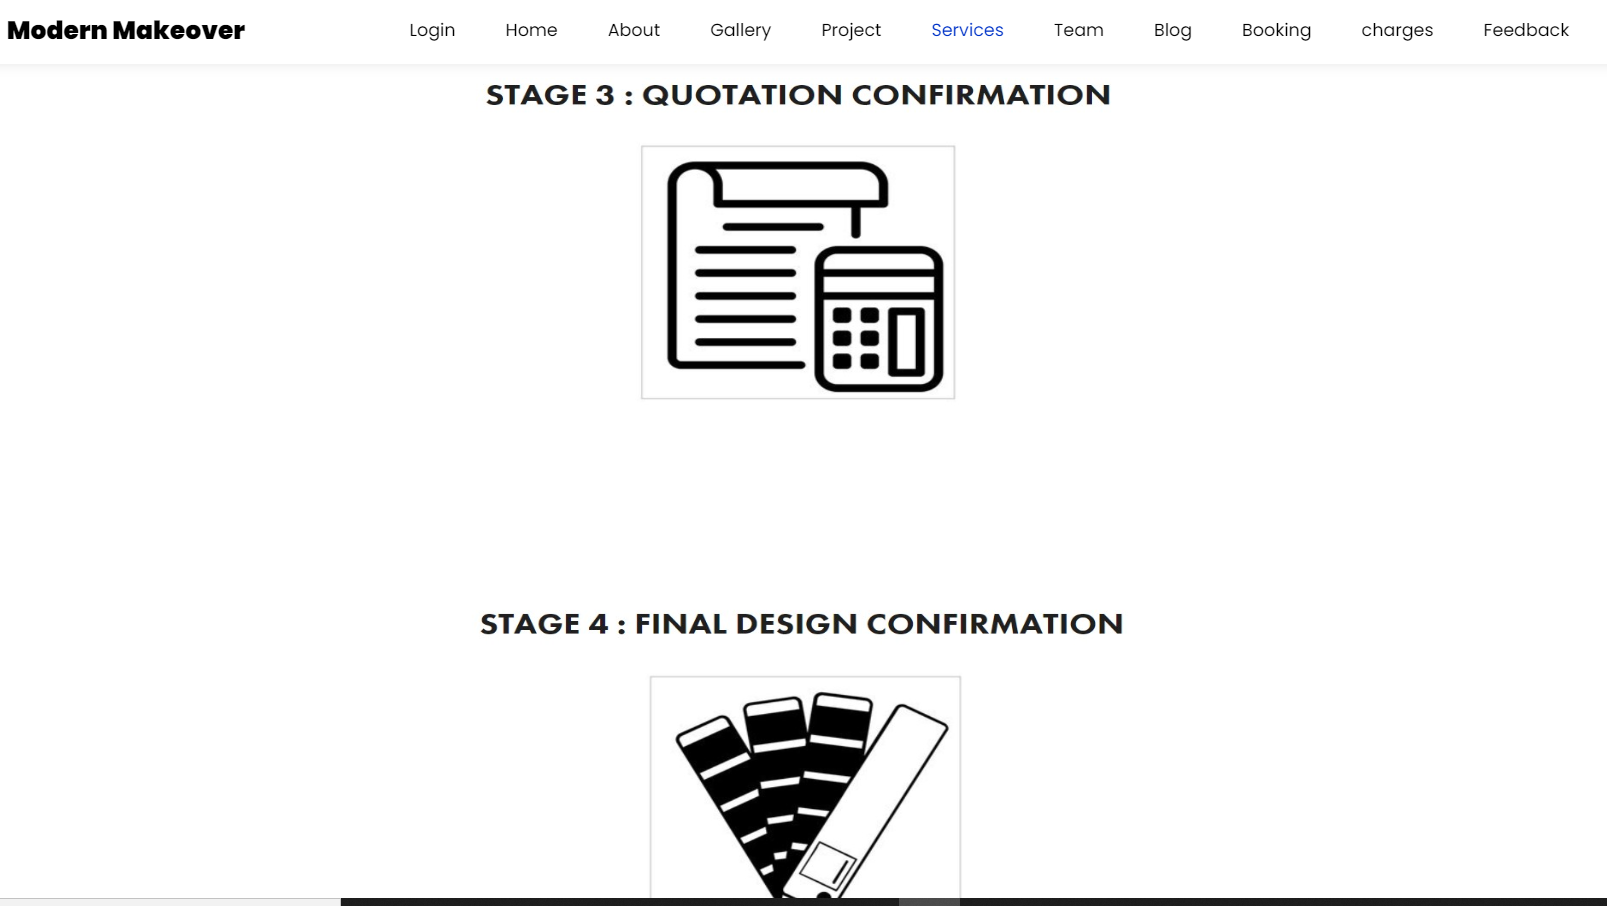 Modern Makeover Login Home About Gallery Project Services Team Blog Booking charges Feedback
STAGE 3 : QUOTATION CONFIRMATION
STAGE 4 : FINAL DESIGN CONFIRMATION